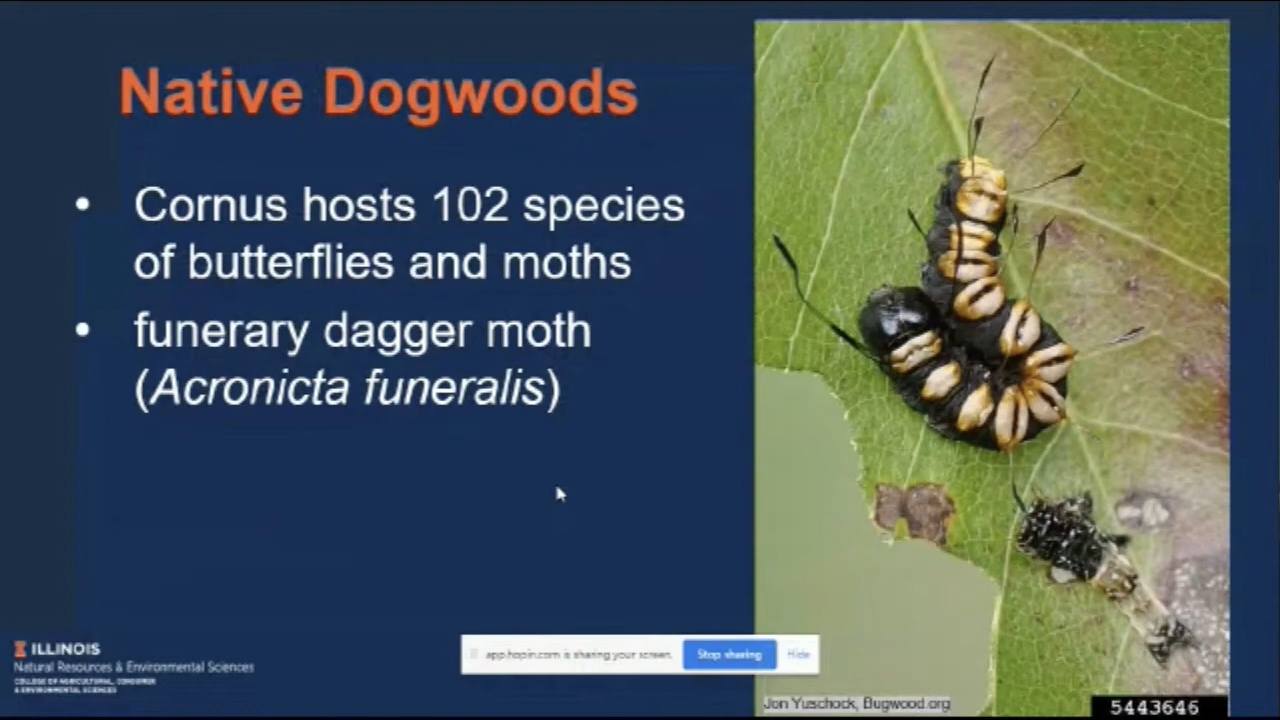 Native Dogwoods
• Cornus hosts 102 species
of butterflies and moths
• funerary dagger moth
(Acronicta funeralis)
ILLINOIS
Natural Resources & Environmental Sciences
COLLEGE OF AGRICULTURAL, CONSUMER
& ENVIRONMENTAL SCIENCES
app.hopin.com is sharing your screen.
Stop sharing
Hide
Jon Yuschock, Bugwood.org
5443646